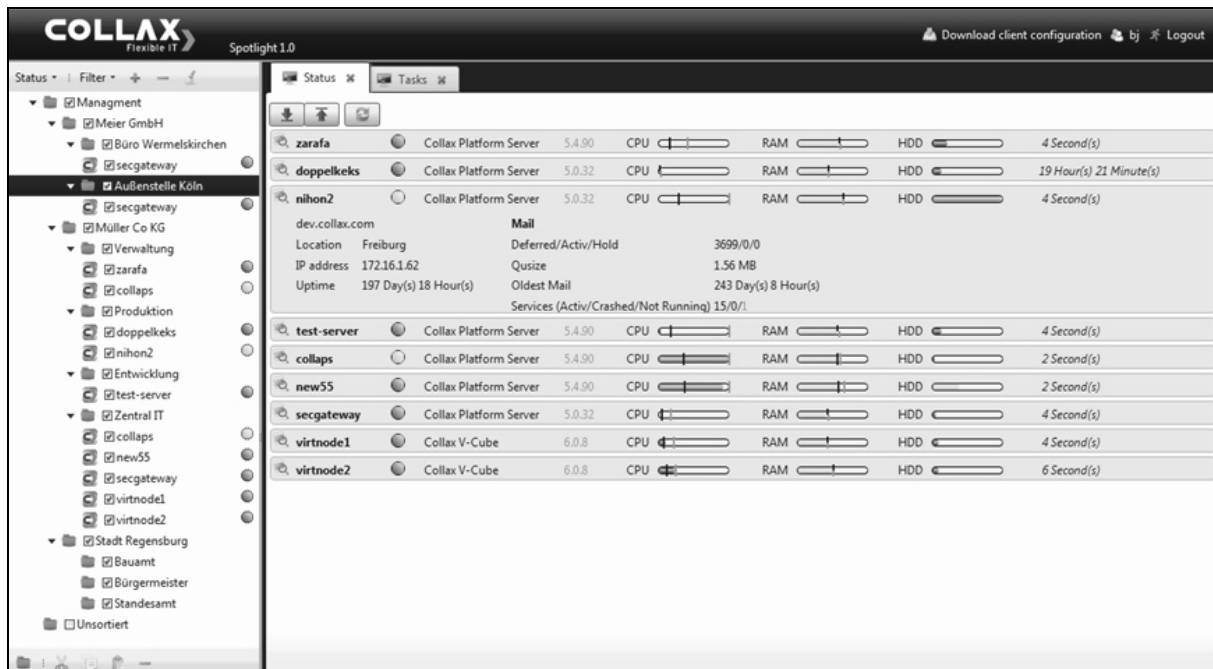 COLLAX
Flexible IT
Spotlight 1.0
Download client configuration bj Logout
Status Filter
Managment
Meier GmbH
Büro Wermelskirchen
secgateway
Außenstelle Köln
secgateway
Müller Co KG
Verwaltung
zarafa
collaps
Produktion
doppelkeks
nihon2
Entwicklung
test-server
Zentral IT
collaps
new55
secgateway
virtnode1
virtnode2
Stadt Regensburg
Bauamt
Bürgermeister
Standesamt
Unsortiert
Status Tasks
zarafa Collax Platform Server 5.4.90 CPU RAM HDD 4 Second(s)
doppelkeks Collax Platform Server 5.0.32 CPU RAM HDD 19 Hour(s) 21 Minute(s)
nihon2 Collax Platform Server 5.0.32 CPU RAM HDD 4 Second(s)
dev.collax.com Mail
Location Freiburg Deferred/Activ/Hold 3699/0/0
IP address 172.16.1.62 Qusize 1.56 MB
Uptime 197 Day(s) 18 Hour(s) Oldest Mail 243 Day(s) 8 Hour(s)
Services (Activ/Crashed/Not Running) 15/0/1
test-server Collax Platform Server 5.4.90 CPU RAM HDD 4 Second(s)
collaps Collax Platform Server 5.4.90 CPU RAM HDD 2 Second(s)
new55 Collax Platform Server 5.4.90 CPU RAM HDD 2 Second(s)
secgateway Collax Platform Server 5.0.32 CPU RAM HDD 4 Second(s)
virtnode1 Collax V-Cube 6.0.8 CPU RAM HDD 4 Second(s)
virtnode2 Collax V-Cube 6.0.8 CPU RAM HDD 6 Second(s)